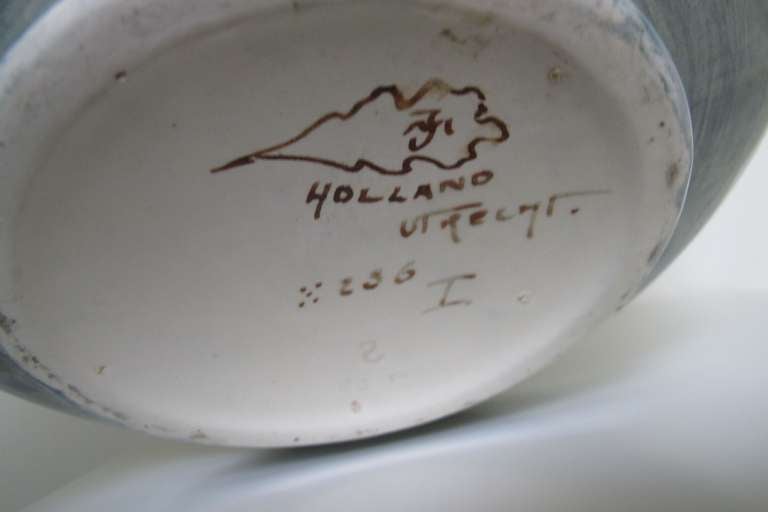 HOLLAND
UTRECHT.
236 I
2